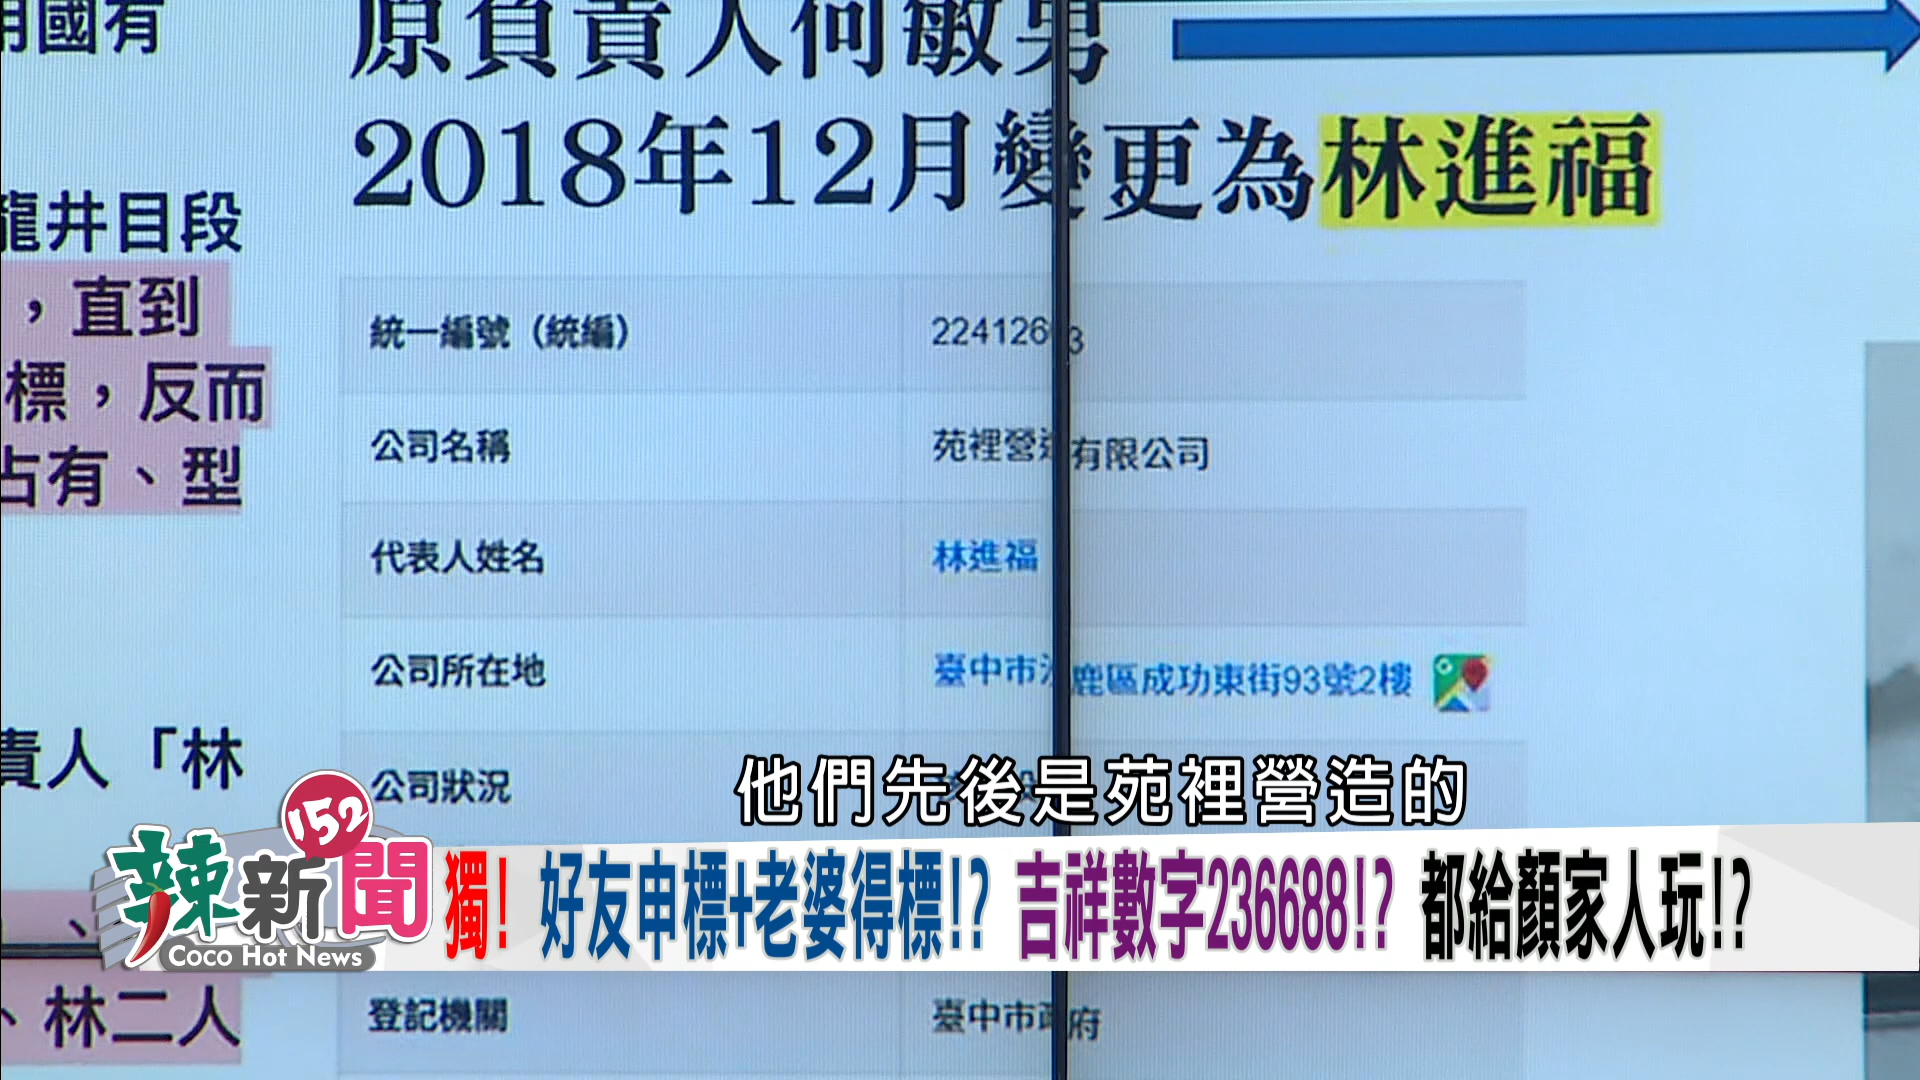 用國有
原負責人何敏男
2018年12月變更為林進福
龍井目段
，直到
標，反而
占有、型
統一編號（統編）
公司名稱
苑裡營造有限公司
代表人姓名
林進福
公司所在地
臺中市沙鹿區成功東街93號2樓
責人「林
公司狀況
他們先後是苑裡營造的
152
辣新聞
Coco Hot News
獨! 好友申標+老婆得標!? 吉祥數字236688!? 都給顏家人玩!?
、林二人
登記機關
臺中市政府